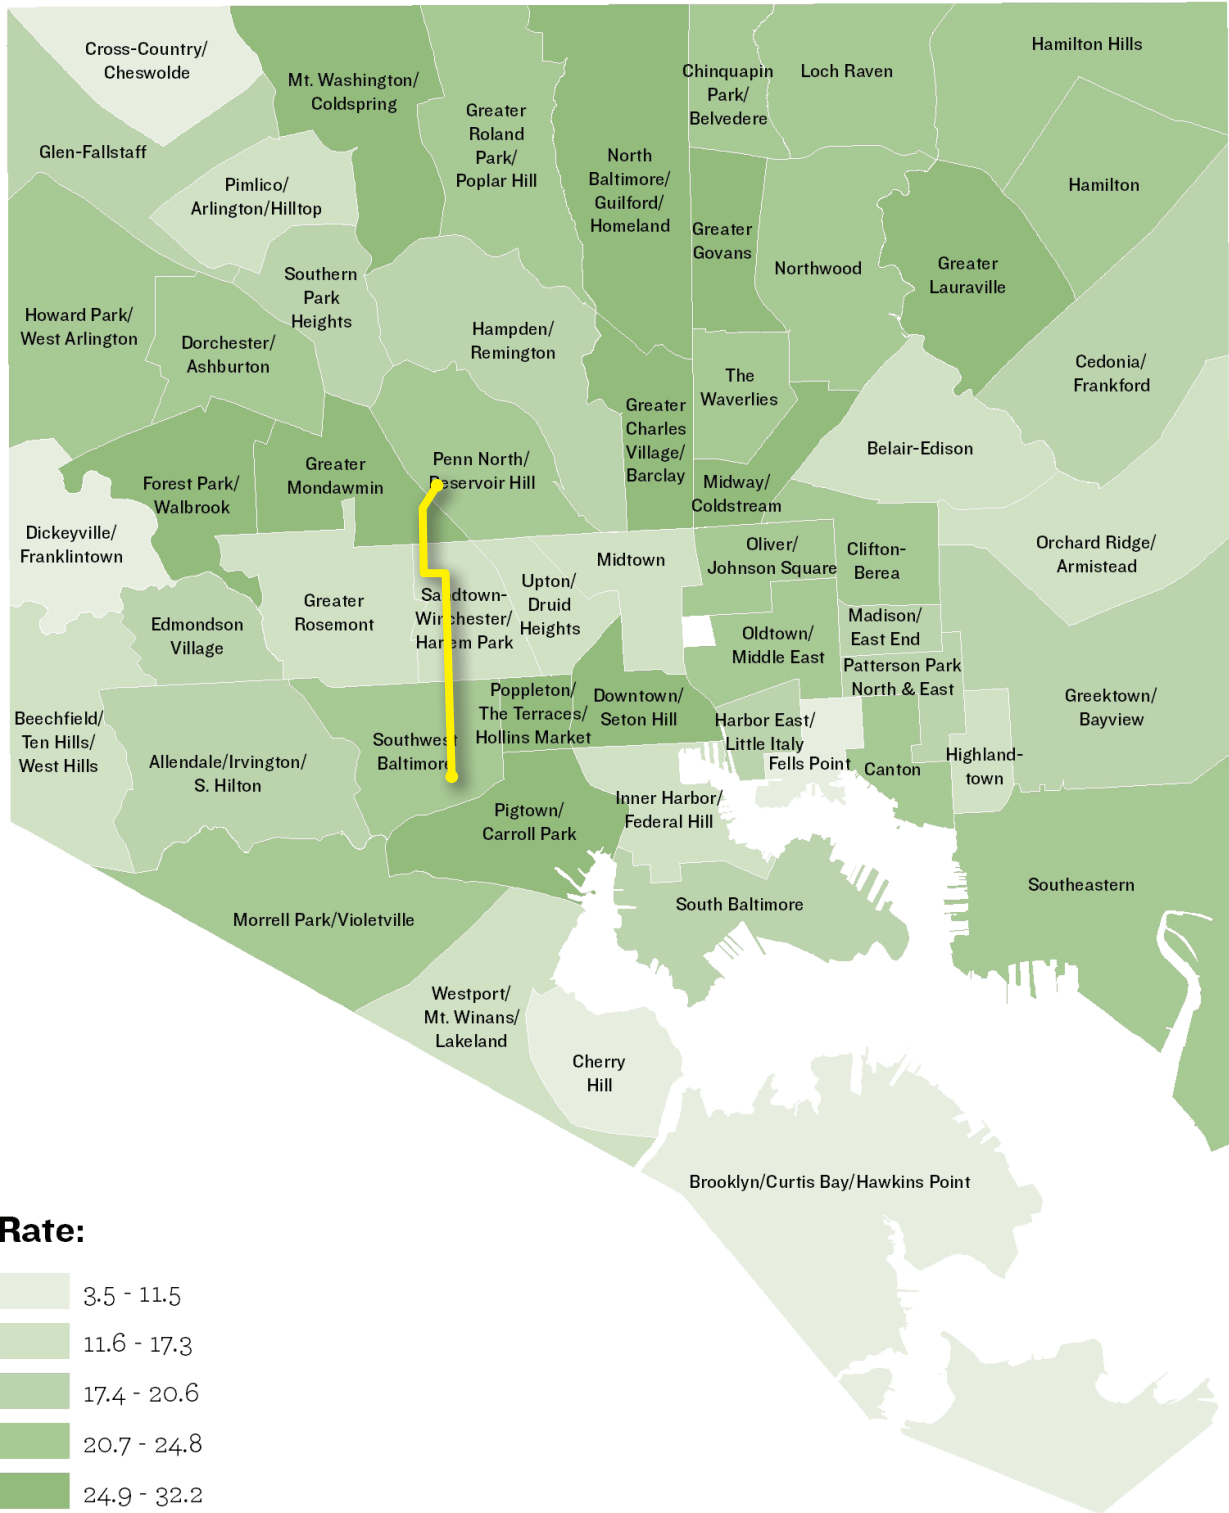 Cross-Country/
Cheswolde
Mt. Washington/
Coldspring
Greater
Roland
Park/
Poplar Hill
Chinquapin
Park/
Belvedere
Loch Raven
Hamilton Hills
Glen-Fallstaff
Pimlico/
Arlington/Hilltop
North
Baltimore/
Guilford/
Homeland
Hamilton
Greater
Govans
Northwood
Greater
Lauraville
Southern
Park
Heights
Howard Park/
West Arlington
Dorchester/
Ashburton
Hampden/
Remington
The
Waverlies
Cedonia/
Frankford
Greater
Charles
Village/
Barclay
Belair-Edison
Penn North/
Reservoir Hill
Greater
Mondawmin
Forest Park/
Walbrook
Midway/
Coldstream
Dickeyville/
Franklintown
Midtown
Oliver/
Johnson Square
Clifton-
Berea
Orchard Ridge/
Armistead
Greater
Rosemont
Sandtown-
Winchester/
Harlem Park
Upton/
Druid
Heights
Edmondson
Village
Madison/
East End
Oldtown/
Middle East
Patterson Park
North & East
Greektown/
Bayview
Beechfield/
Ten Hills/
West Hills
Allendale/Irvington/
S. Hilton
Southwest
Baltimore
Poppleton/
The Terraces/
Hollins Market
Downtown/
Seton Hill
Harbor East/
Little Italy
Fells Point
Canton
Highland-
town
Inner Harbor/
Federal Hill
Pigtown/
Carroll Park
Southeastern
South Baltimore
Morrell Park/Violetville
Westport/
Mt. Winans/
Lakeland
Cherry
Hill
Brooklyn/Curtis Bay/Hawkins Point
Rate:
3.5 - 11.5
11.6 - 17.3
17.4 - 20.6
20.7 - 24.8
24.9 - 32.2